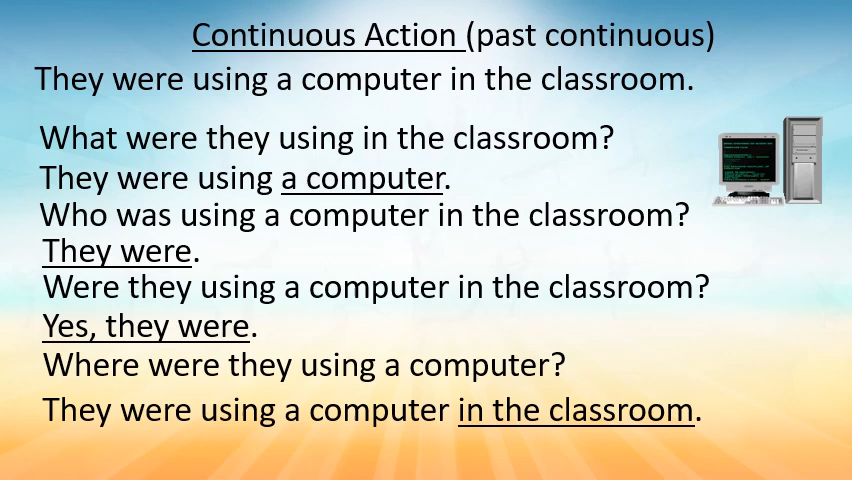 Continuous Action (past continuous)
They were using a computer in the classroom.
What were they using in the classroom?
They were using a computer.
Who was using a computer in the classroom?
They were.
Were they using a computer in the classroom?
Yes, they were.
Where were they using a computer?
They were using a computer in the classroom.